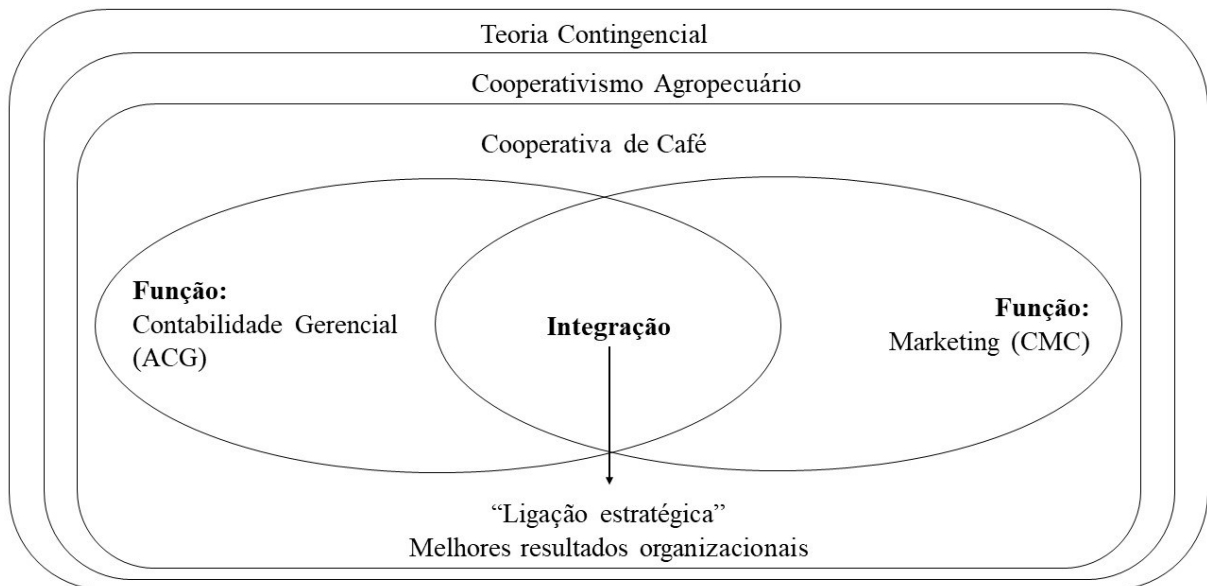 Teoria Contingencial
Cooperativismo Agropecuário
Cooperativa de Café
Função:
Contabilidade Gerencial
(ACG)
Integração
Função:
Marketing (CMC)
“Ligação estratégica”
Melhores resultados organizacionais